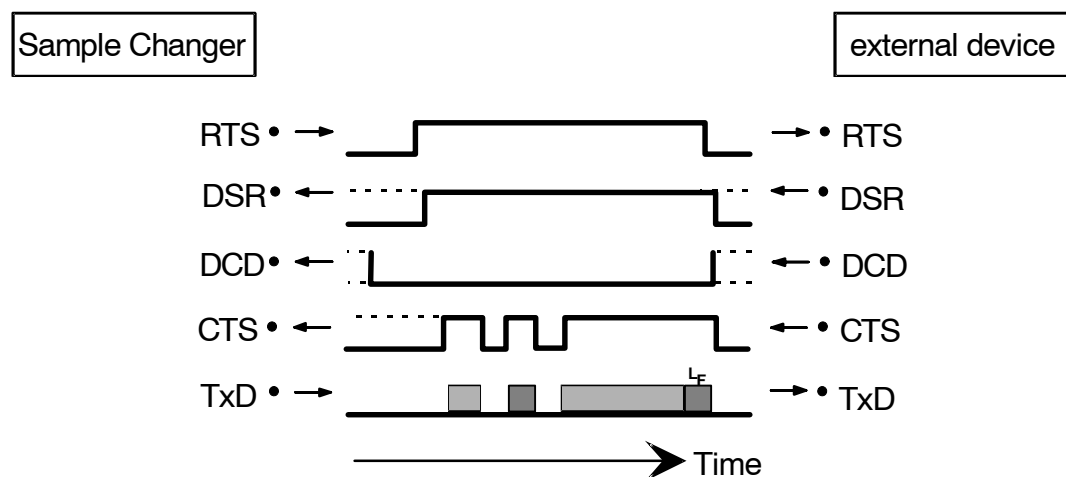 Sample Changer
external device
RTS RTS
DSR DSR
DCD DCD
CTS CTS
LF
TxD TxD
Time